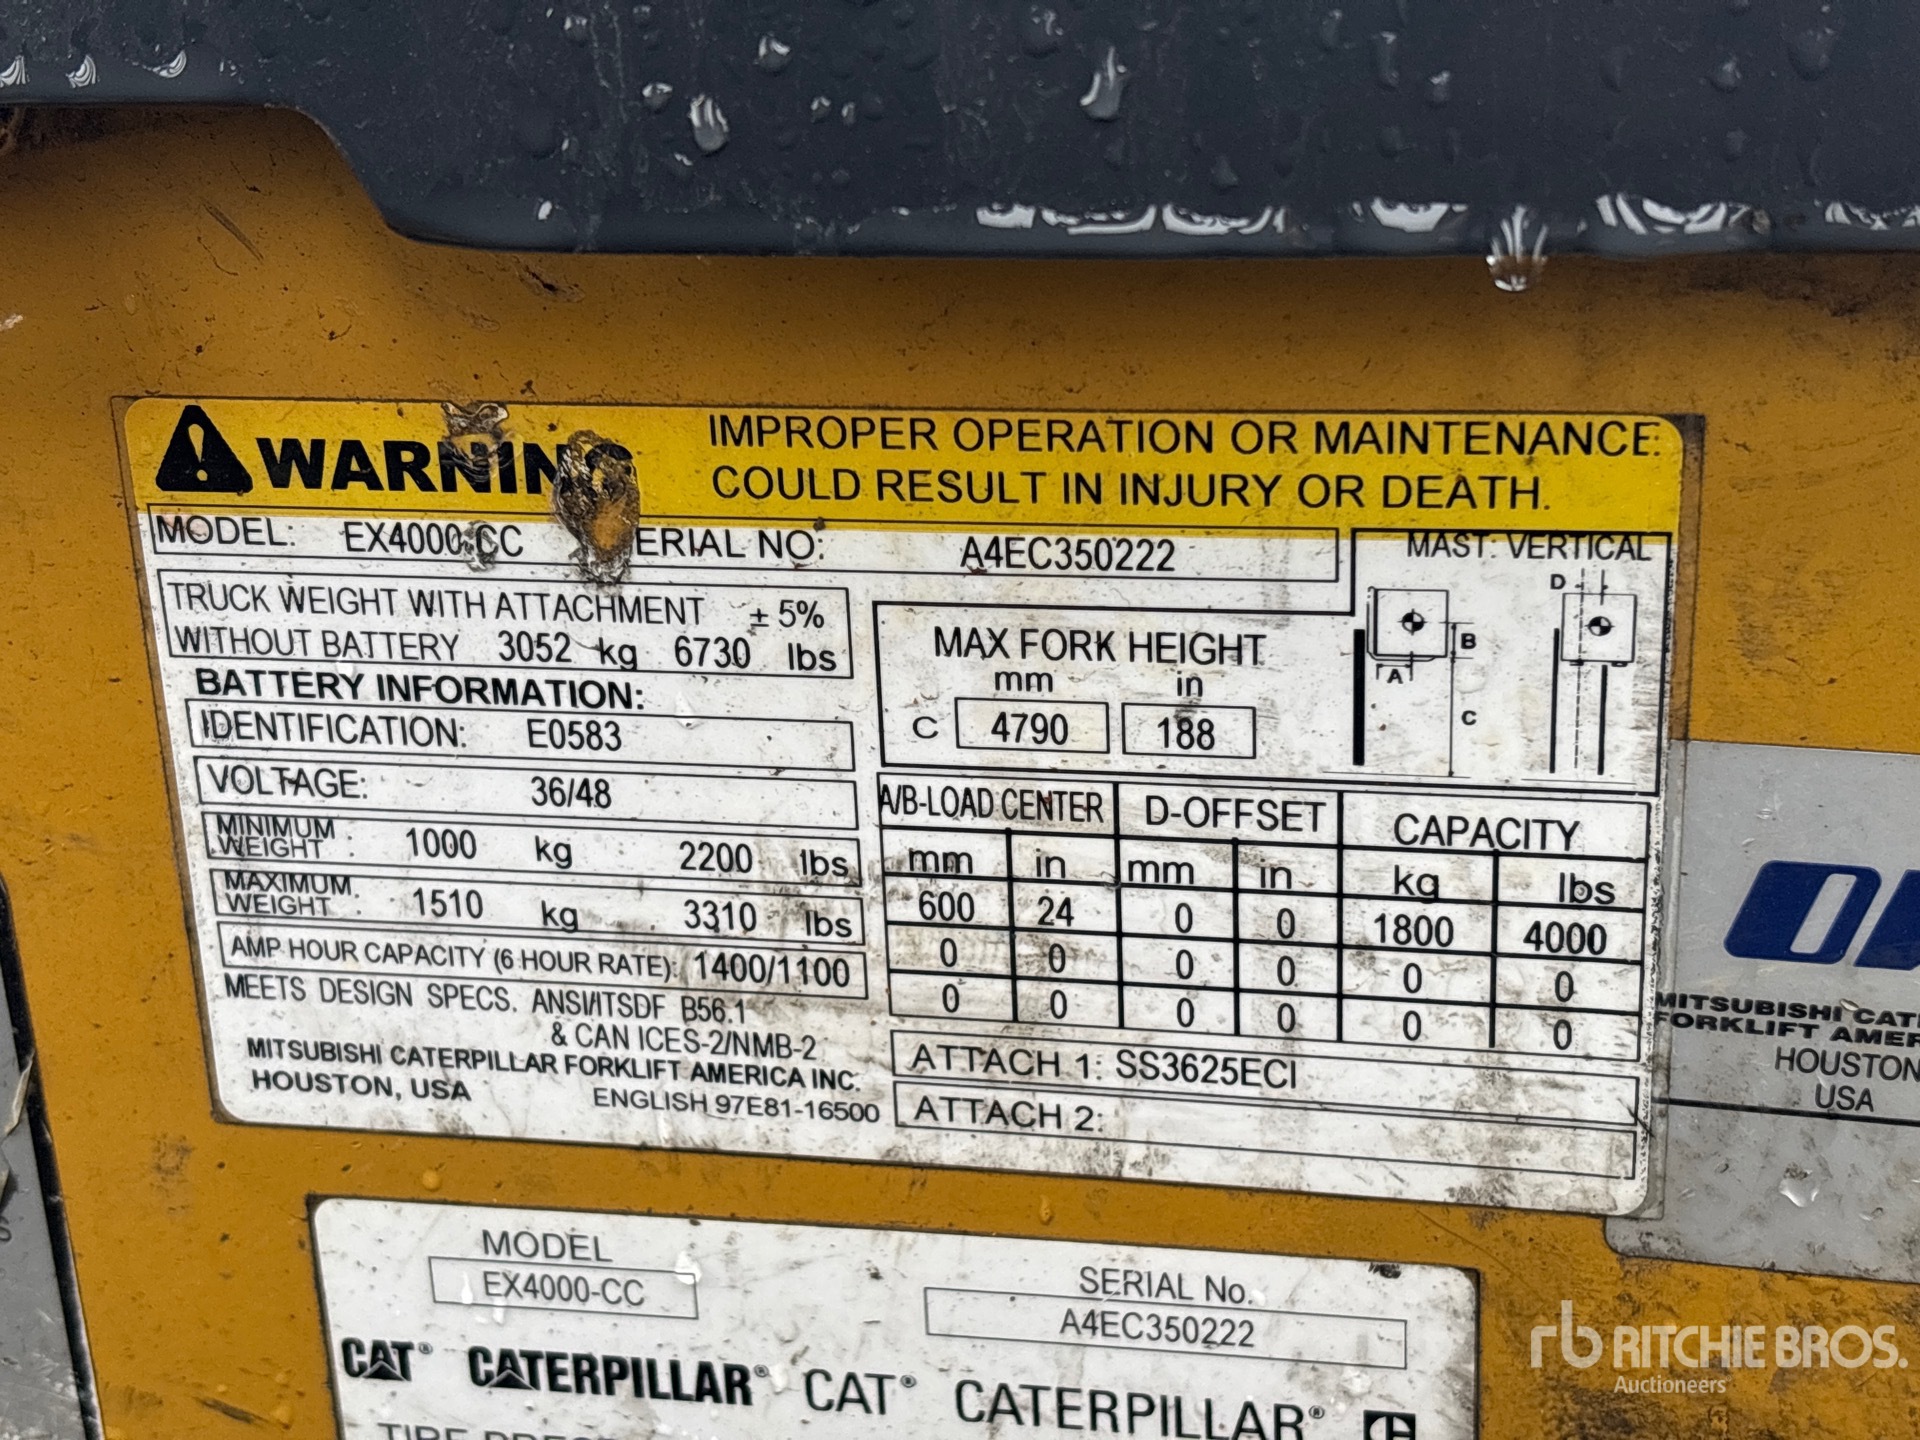 WARNING
IMPROPER OPERATION OR MAINTENANCE
COULD RESULT IN INJURY OR DEATH.
MODEL: EX4000-CC SERIAL NO: A4EC350222
TRUCK WEIGHT WITH ATTACHMENT ± 5%
WITHOUT BATTERY 3052 kg 6730 lbs
BATTERY INFORMATION:
IDENTIFICATION: E0583
VOLTAGE: 36/48
MINIMUM
WEIGHT : 1000 kg 2200 lbs
MAXIMUM
WEIGHT : 1510 kg 3310 lbs
AMP HOUR CAPACITY (6 HOUR RATE): 1400/1100
MEETS DESIGN SPECS. ANSI/ITSDF B56.1
& CAN ICES-2/NMB-2
MITSUBISHI CATERPILLAR FORKLIFT AMERICA INC.
HOUSTON, USA
ENGLISH 97E81-16500
MAST: VERTICAL
D
B
A
C
MAX FORK HEIGHT
mm in
C 4790 188
A/B-LOAD CENTER D-OFFSET CAPACITY
mm in mm in kg lbs
600 24 0 0 1800 4000
0 0 0 0 0 0
0 0 0 0 0 0
ATTACH 1: SS3625ECI
ATTACH 2:
MITSUBISHI CAT
FORKLIFT AMER
HOUSTON
USA
MODEL
EX4000-CC
SERIAL No.
A4EC350222
CAT® CATERPILLAR® CAT® CATERPILLAR®
rb RITCHIE BROS.
Auctioneers